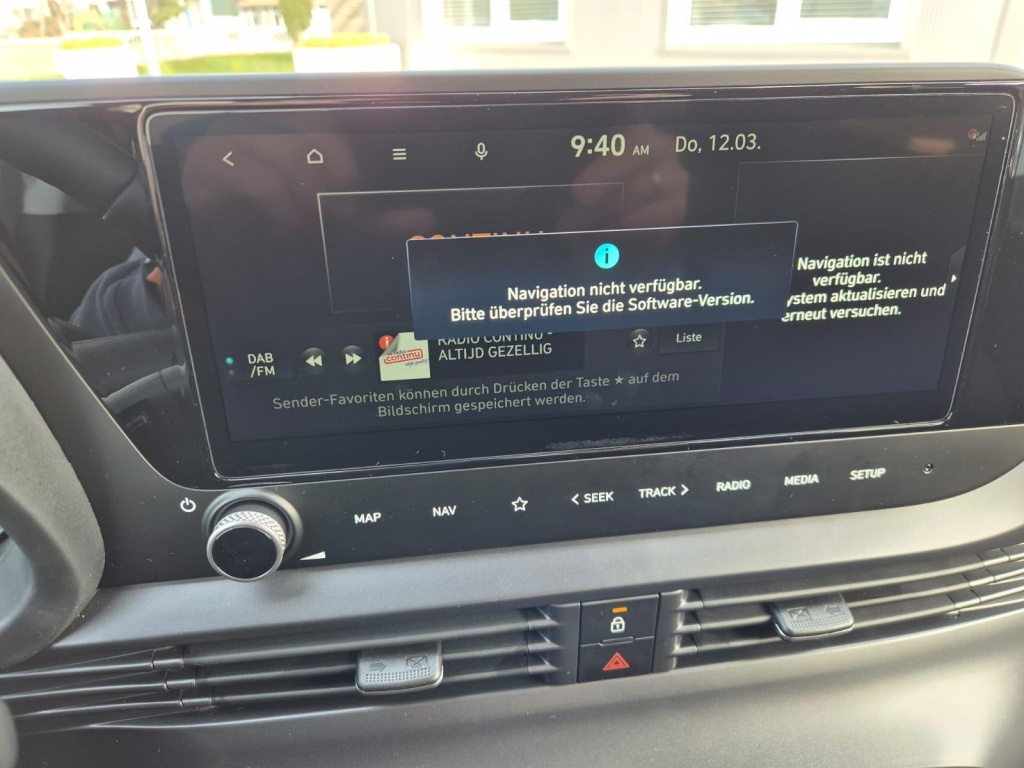 9:40 AM Do, 12.03.
Navigation nicht verfügbar.
Bitte überprüfen Sie die Software-Version.
Navigation ist nicht
verfügbar.
ystem aktualisieren und
erneut versuchen.
DAB
/FM
continu
RADIO CONTINU -
ALTIJD GEZELLIG
Liste
Sender-Favoriten können durch Drücken der Taste ★ auf dem
Bildschirm gespeichert werden.
MAP NAV SEEK TRACK RADIO MEDIA SETUP